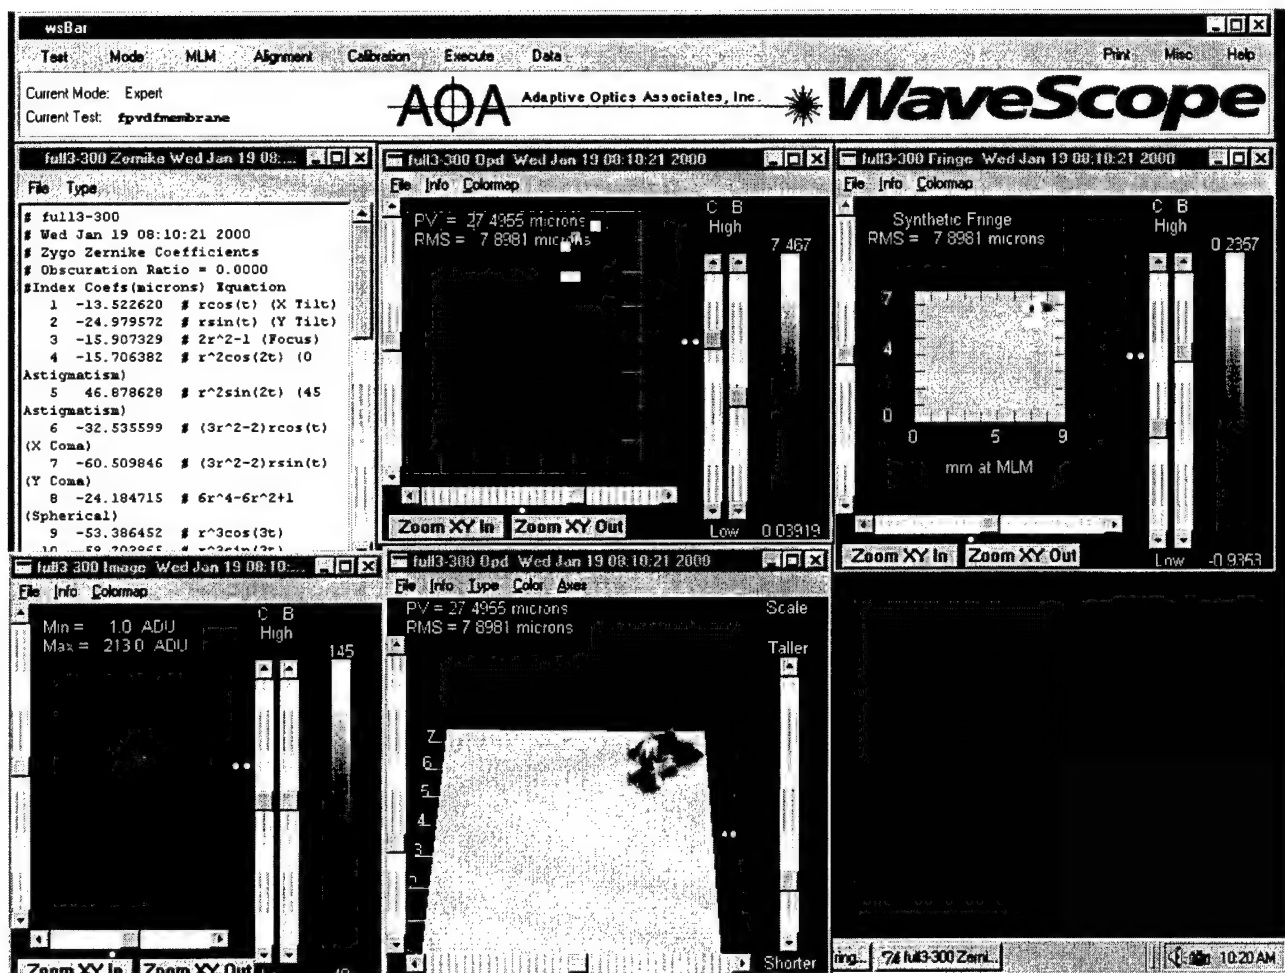 wsBar
Test Mode MLM Alignment Calibration Execute Data Print Misc Help
Current Mode: Expert
Current Test: fpvdfmembrane
AOA Adaptive Optics Associates, Inc. WaveScope
full3-300 Zernike Wed Jan 19 08:...
File Type
# full3-300
# Wed Jan 19 08:10:21 2000
# Zygo Zernike Coefficients
# Obscuration Ratio = 0.0000
#Index Coefs(microns) Equation
1 -13.522620 # rcos(t) (X Tilt)
2 -24.979572 # rsin(t) (Y Tilt)
3 -15.907329 # 2r^2-1 (Focus)
4 -15.706382 # r^2cos(2t) (0
Astigmatism)
5 46.878628 # r^2sin(2t) (45
Astigmatism)
6 -32.535599 # (3r^2-2)rcos(t)
(X Coma)
7 -60.509846 # (3r^2-2)rsin(t)
(Y Coma)
8 -24.184715 # 6r^4-6r^2+1
(Spherical)
9 -53.386452 # r^3cos(3t)
full3-300 Opd Wed Jan 19 08:10:21 2000
File Info Colormap
PV = 27.4955 microns
RMS = 7.8981 microns
C B
High
7.467
Low 0.03919
Zoom XY In Zoom XY Out
full3-300 Fringe Wed Jan 19 08:10:21 2000
File Info Colormap
Synthetic Fringe
RMS = 7.8981 microns
C B
High
0.2357
7
4
0
0 5 9
mm at MLM
Low -0.9353
Zoom XY In Zoom XY Out
full3-300 Image Wed Jan 19 08:10:...
File Info Colormap
Min = 1.0 ADU
Max = 213.0 ADU
C B
High
145
Zoom XY In Zoom XY Out
full3-300 Opd Wed Jan 19 08:10:21 2000
File Info Type Color Axes
PV = 27.4955 microns
RMS = 7.8981 microns
Scale
Taller
7
6
5
4
3
Shorter
ring... full3-300 Zerni... 10:20 AM